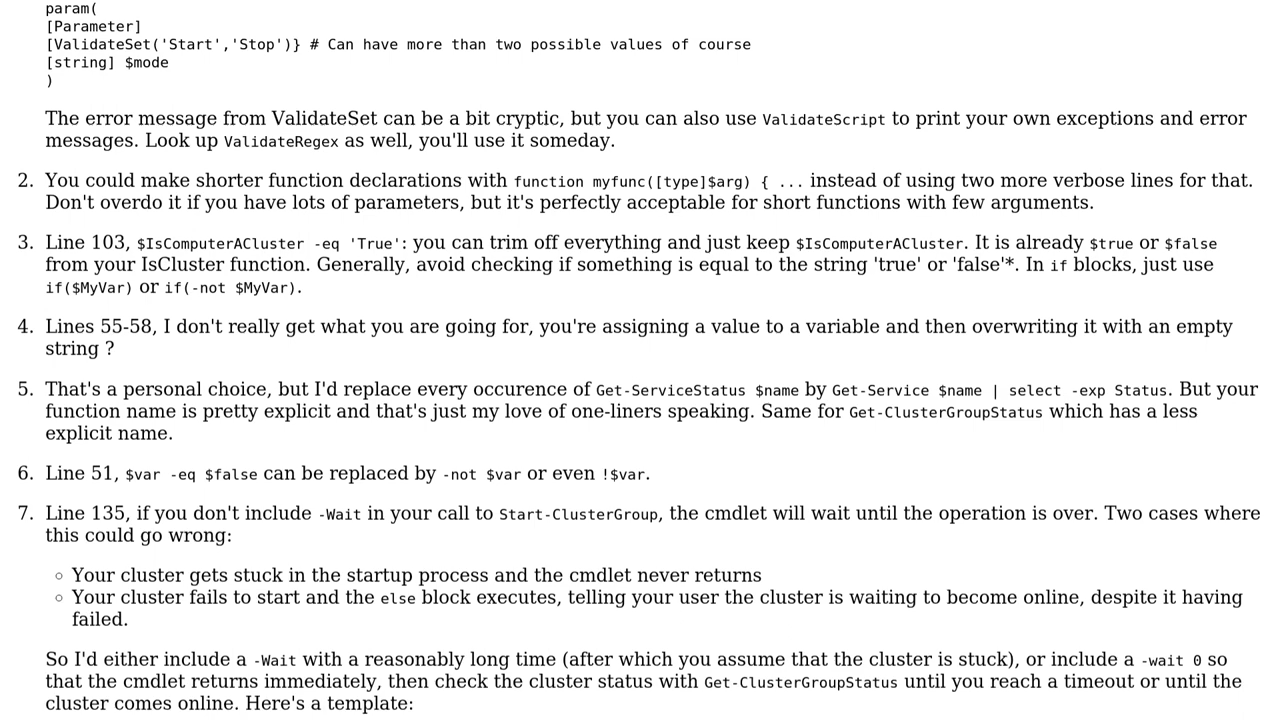 param(
[Parameter]
[ValidateSet('Start','Stop')} # Can have more than two possible values of course
[string] $mode
)
The error message from ValidateSet can be a bit cryptic, but you can also use ValidateScript to print your own exceptions and error
messages. Look up ValidateRegex as well, you'll use it someday.
2. You could make shorter function declarations with function myfunc([type]$arg) { ... instead of using two more verbose lines for that.
Don't overdo it if you have lots of parameters, but it's perfectly acceptable for short functions with few arguments.
3. Line 103, $IsComputerACluster -eq 'True': you can trim off everything and just keep $IsComputerACluster. It is already $true or $false
from your IsCluster function. Generally, avoid checking if something is equal to the string 'true' or 'false'*. In if blocks, just use
if($MyVar) or if(-not $MyVar).
4. Lines 55-58, I don't really get what you are going for, you're assigning a value to a variable and then overwriting it with an empty
string ?
5. That's a personal choice, but I'd replace every occurence of Get-ServiceStatus $name by Get-Service $name | select -exp Status. But your
function name is pretty explicit and that's just my love of one-liners speaking. Same for Get-ClusterGroupStatus which has a less
explicit name.
6. Line 51, $var -eq $false can be replaced by -not $var or even !$var.
7. Line 135, if you don't include -Wait in your call to Start-ClusterGroup, the cmdlet will wait until the operation is over. Two cases where
this could go wrong:
◦ Your cluster gets stuck in the startup process and the cmdlet never returns
◦ Your cluster fails to start and the else block executes, telling your user the cluster is waiting to become online, despite it having
failed.
So I'd either include a -Wait with a reasonably long time (after which you assume that the cluster is stuck), or include a -wait 0 so
that the cmdlet returns immediately, then check the cluster status with Get-ClusterGroupStatus until you reach a timeout or until the
cluster comes online. Here's a template: